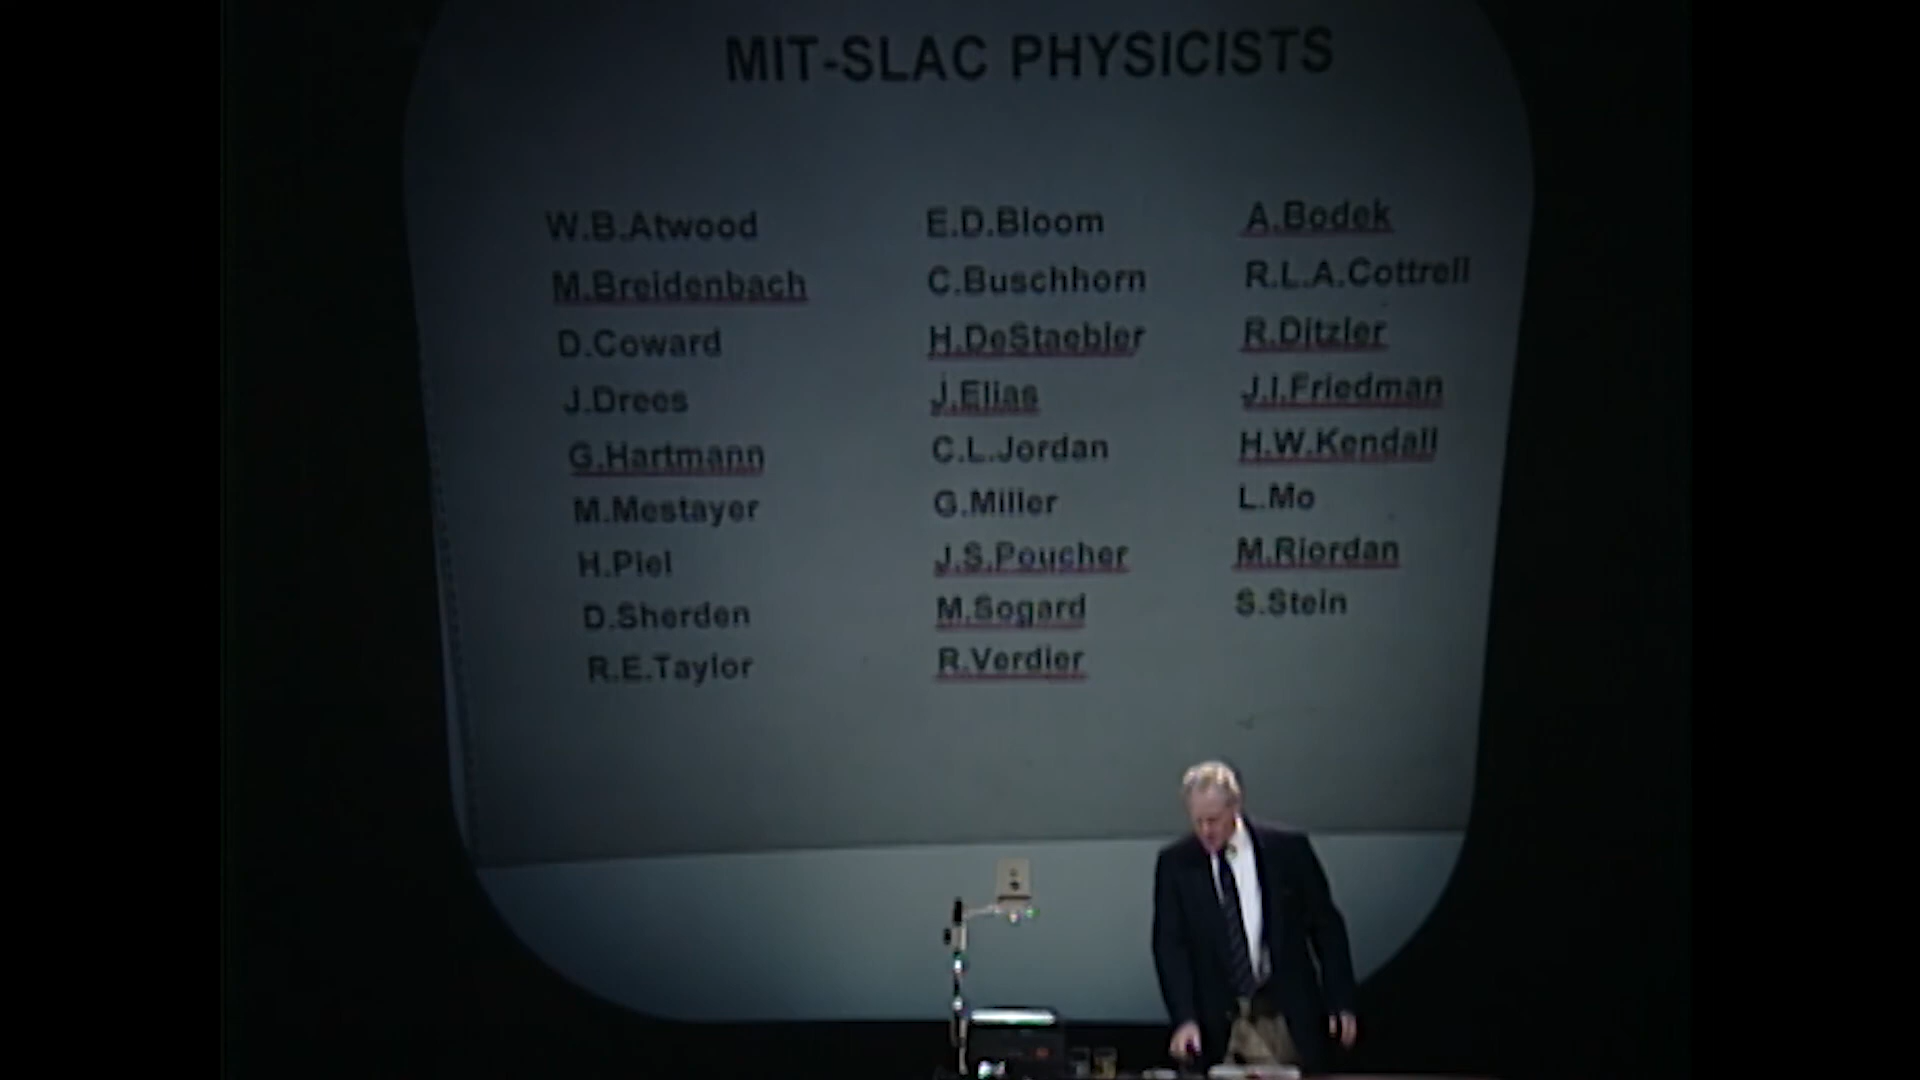 MIT-SLAC PHYSICISTS
W.B.Atwood E.D.Bloom A.Bodek
M.Breidenbach C.Buschhorn R.L.A.Cottrell
D.Coward H.DeStaebler R.Ditzler
J.Drees J.Elias J.I.Friedman
G.Hartmann C.L.Jordan H.W.Kendall
M.Mestayer G.Miller L.Mo
H.Piel J.S.Poucher M.Riordan
D.Sherden M.Sogard S.Stein
R.E.Taylor R.Verdier